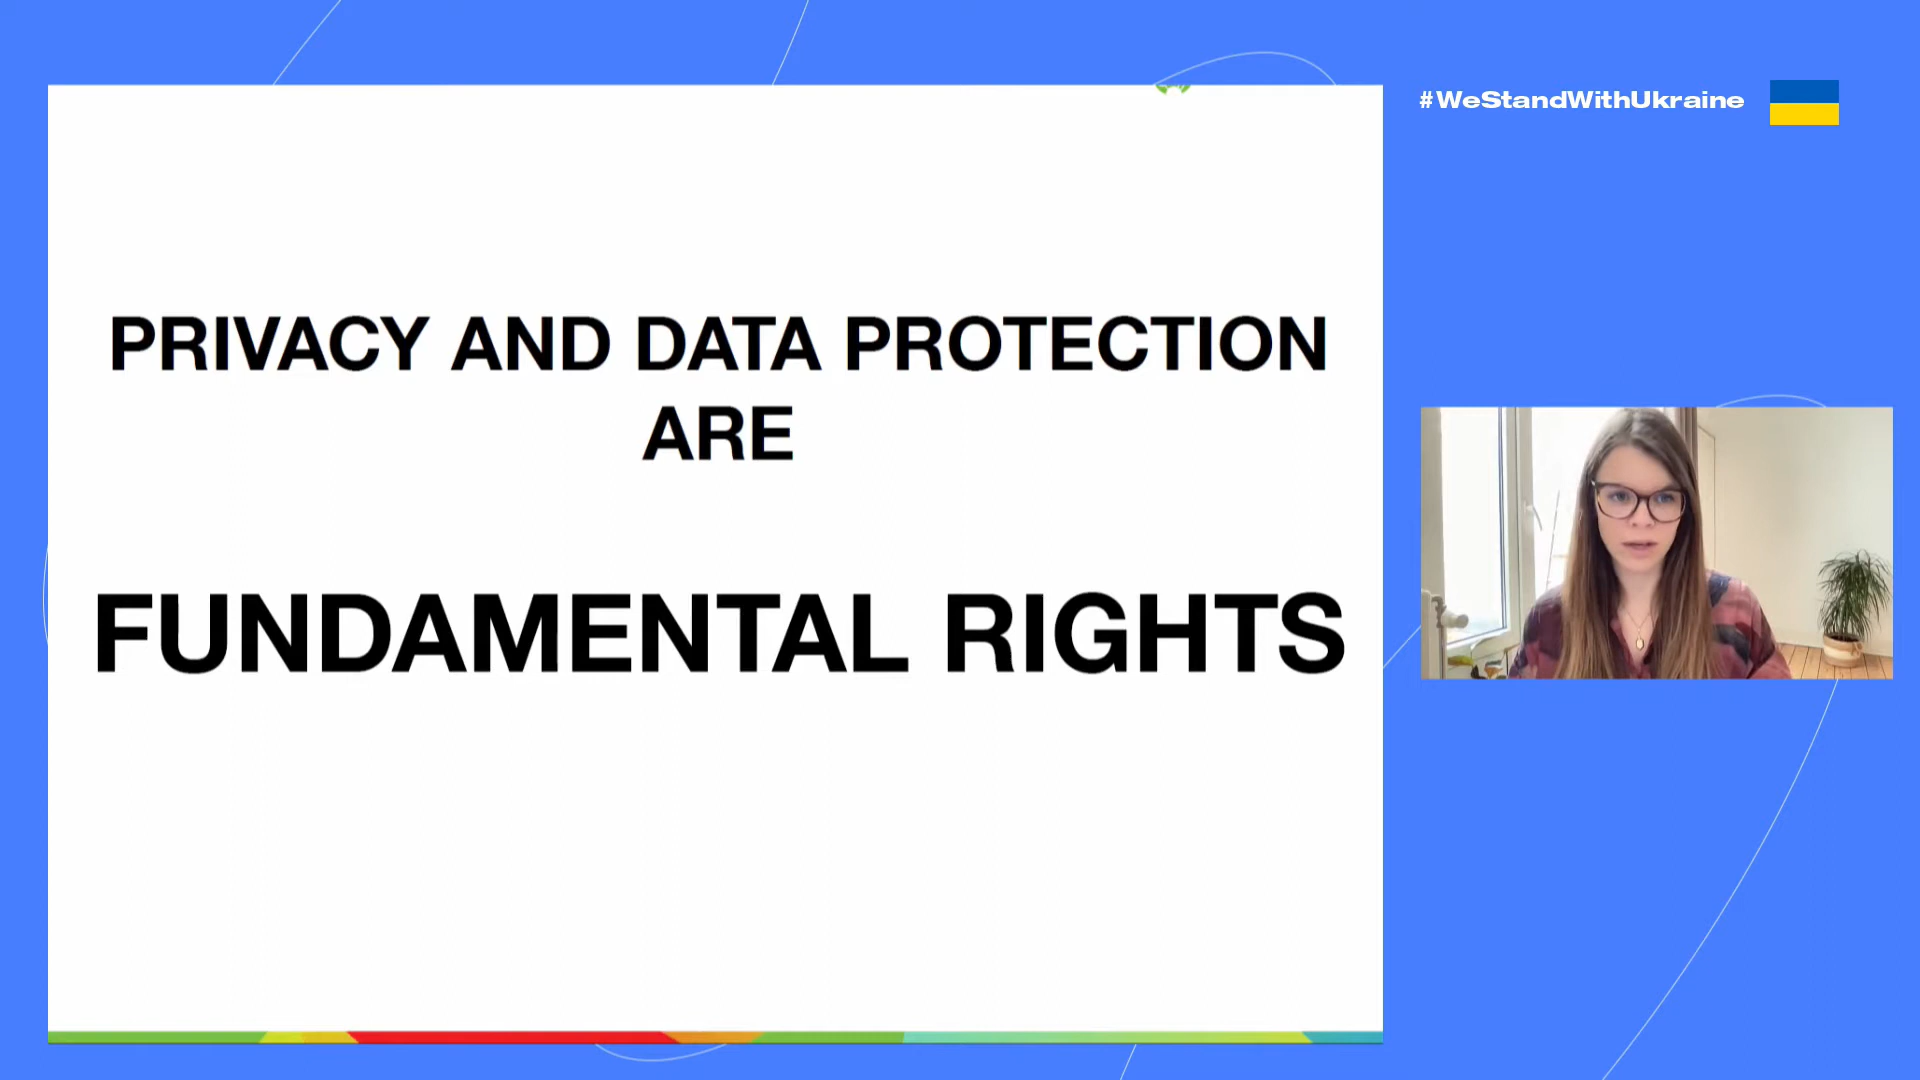 PRIVACY AND DATA PROTECTION
ARE
FUNDAMENTAL RIGHTS
#WeStandWithUkraine